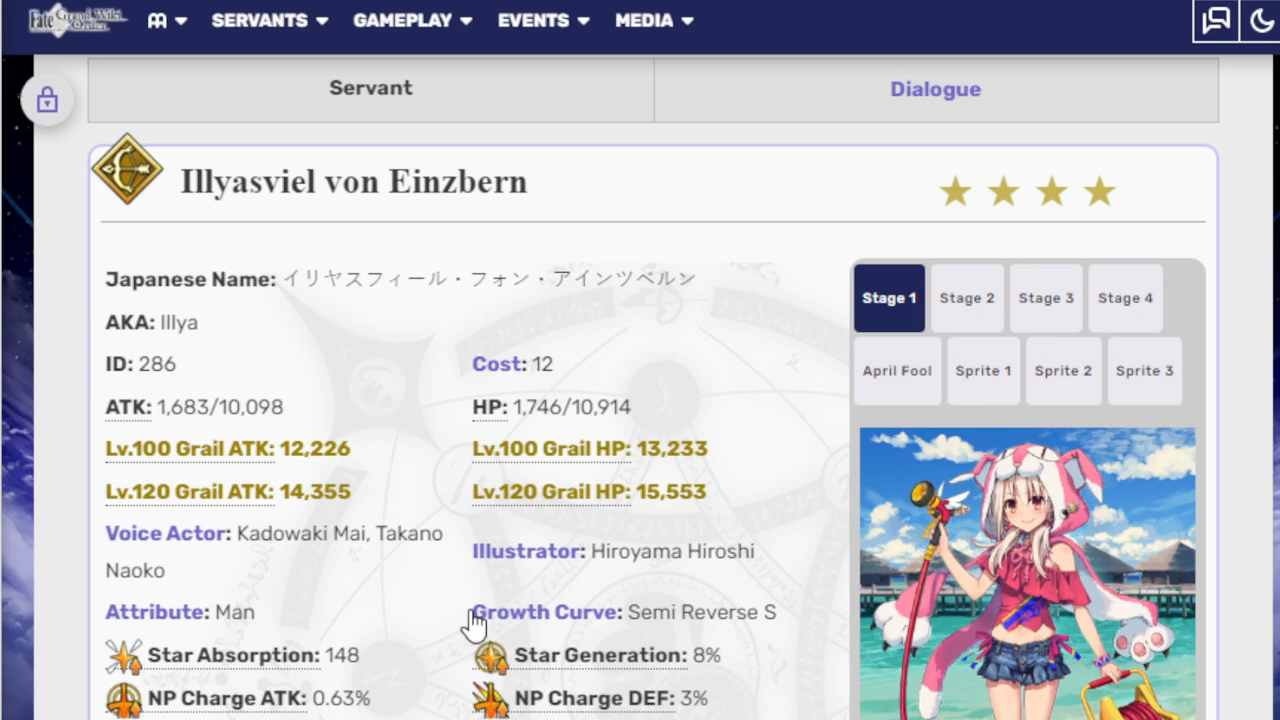 Fate Grand Order Wiki
SERVANTS GAMEPLAY EVENTS MEDIA
Servant Dialogue
Illyasviel von Einzbern
Japanese Name: イリヤスフィール・フォン・アインツベルン
AKA: Illya
ID: 286 Cost: 12
ATK: 1,683/10,098 HP: 1,746/10,914
Lv.100 Grail ATK: 12,226 Lv.100 Grail HP: 13,233
Lv.120 Grail ATK: 14,355 Lv.120 Grail HP: 15,553
Voice Actor: Kadowaki Mai, Takano
Naoko
Illustrator: Hiroyama Hiroshi
Attribute: Man Growth Curve: Semi Reverse S
Star Absorption: 148 Star Generation: 8%
NP Charge ATK: 0.63% NP Charge DEF: 3%
Stage 1 Stage 2 Stage 3 Stage 4
April Fool Sprite 1 Sprite 2 Sprite 3